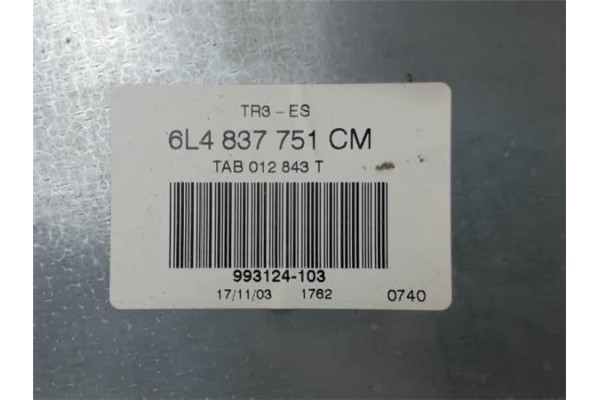 TR3 - ES
6L4 837 751 CM
TAB 012 843 T
993124-103
17/11/03 1762 0740